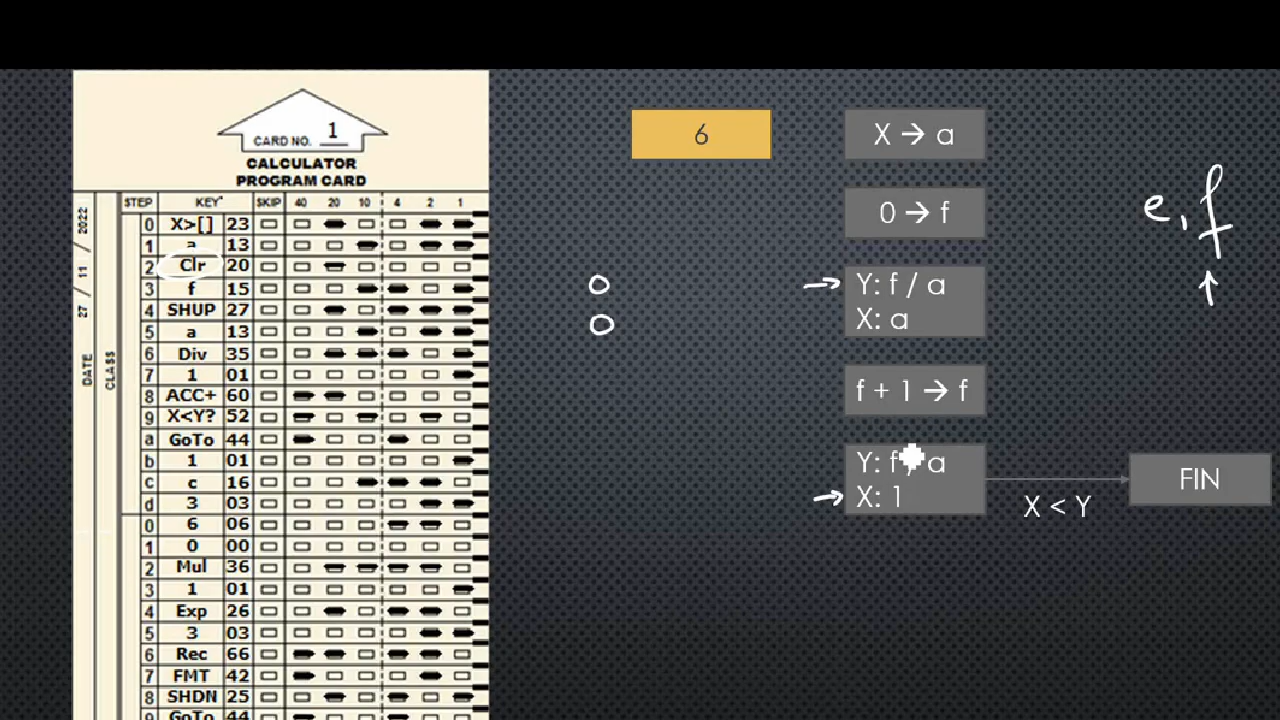 CARD NO. 1
CALCULATOR
PROGRAM CARD
STEP KEY* SKIP 40 20 10 4 2 1
0 X>[] 23
1 a 13
2 Clr 20
3 f 15
4 SHUP 27
5 a 13
6 Div 35
7 1 01
8 ACC+ 60
9 X<Y? 52
a GoTo 44
b 1 01
c c 16
d 3 03
0 6 06
1 0 00
2 Mul 36
3 1 01
4 Exp 26
5 3 03
6 Rec 66
7 FMT 42
8 SHDN 25
9 GoTo 44
DATE 27 / 11 / 2022
CLASS
6
0
0
X → a
0 → f
Y: f / a
X: a
f + 1 → f
Y: f / a
X: 1
X < Y
FIN
e, f